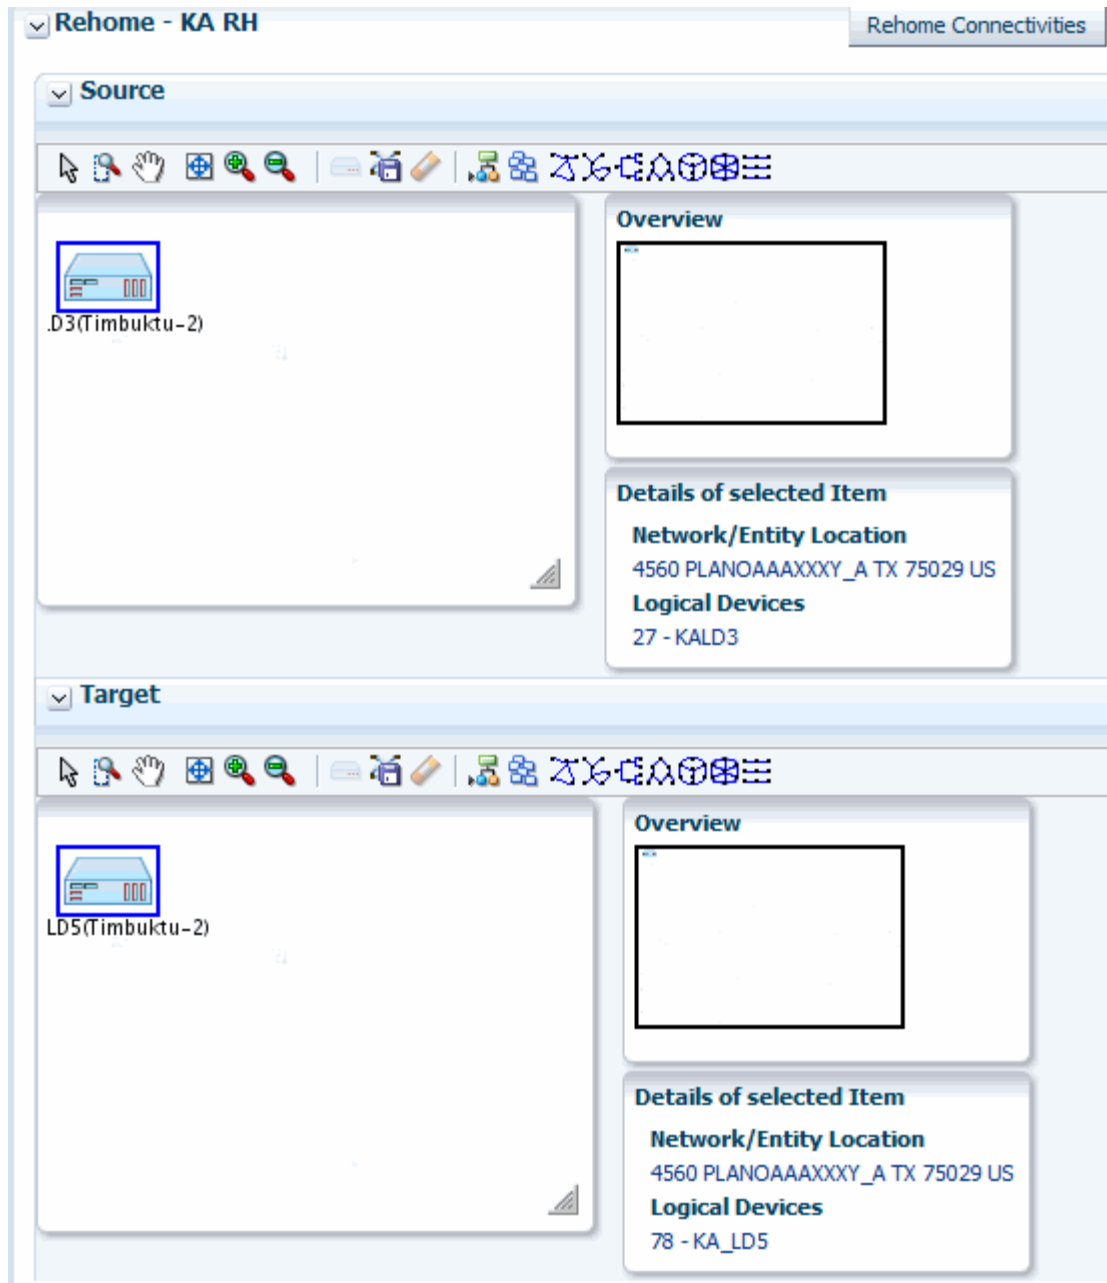 Rehome - KA RH
Rehome Connectivities
Source
Overview
.D3(Timbuktu-2)
Details of selected Item
Network/Entity Location
4560 PLANOAAAXXXY_A TX 75029 US
Logical Devices
27 - KALD3
Target
Overview
LD5(Timbuktu-2)
Details of selected Item
Network/Entity Location
4560 PLANOAAAXXXY_A TX 75029 US
Logical Devices
78 - KA_LD5